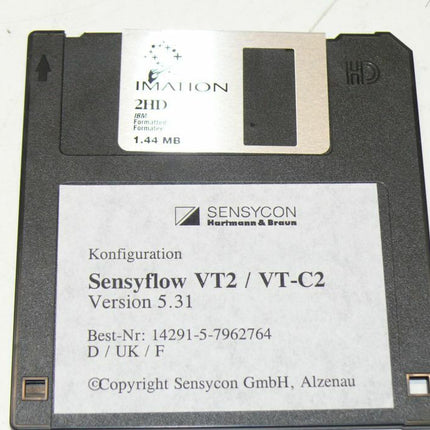 IMATION
2HD
IBM
Formatted
Formatee
1.44 MB
HD
SENSYCON
Hartmann & Braun
Konfiguration
Sensyflow VT2 / VT-C2
Version 5.31
Best-Nr: 14291-5-7962764
D / UK / F
©Copyright Sensycon GmbH, Alzenau